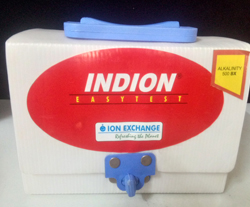 INDION
EASYTEST
ION EXCHANGE
Refreshing the Planet
ALKALINITY